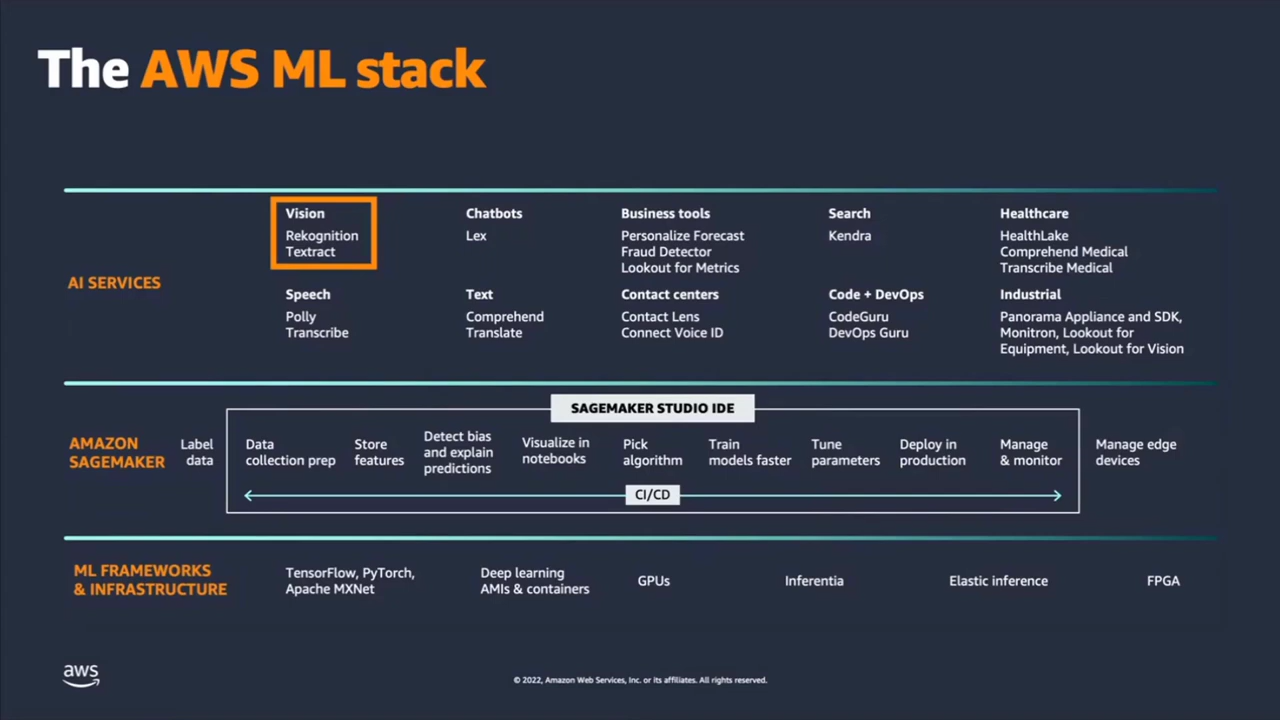 The AWS ML stack
AI SERVICES
Vision
Rekognition
Textract
Chatbots
Lex
Business tools
Personalize Forecast
Fraud Detector
Lookout for Metrics
Search
Kendra
Healthcare
HealthLake
Comprehend Medical
Transcribe Medical
Speech
Polly
Transcribe
Text
Comprehend
Translate
Contact centers
Contact Lens
Connect Voice ID
Code + DevOps
CodeGuru
DevOps Guru
Industrial
Panorama Appliance and SDK,
Monitron, Lookout for
Equipment, Lookout for Vision
AMAZON
SAGEMAKER
SAGEMAKER STUDIO IDE
Label
data
Data
collection prep
Store
features
Detect bias
and explain
predictions
Visualize in
notebooks
Pick
algorithm
Train
models faster
Tune
parameters
Deploy in
production
Manage
& monitor
Manage edge
devices
CI/CD
ML FRAMEWORKS
& INFRASTRUCTURE
TensorFlow, PyTorch,
Apache MXNet
Deep learning
AMIs & containers
GPUs
Inferentia
Elastic inference
FPGA
aws
© 2022, Amazon Web Services, Inc. or its affiliates. All rights reserved.